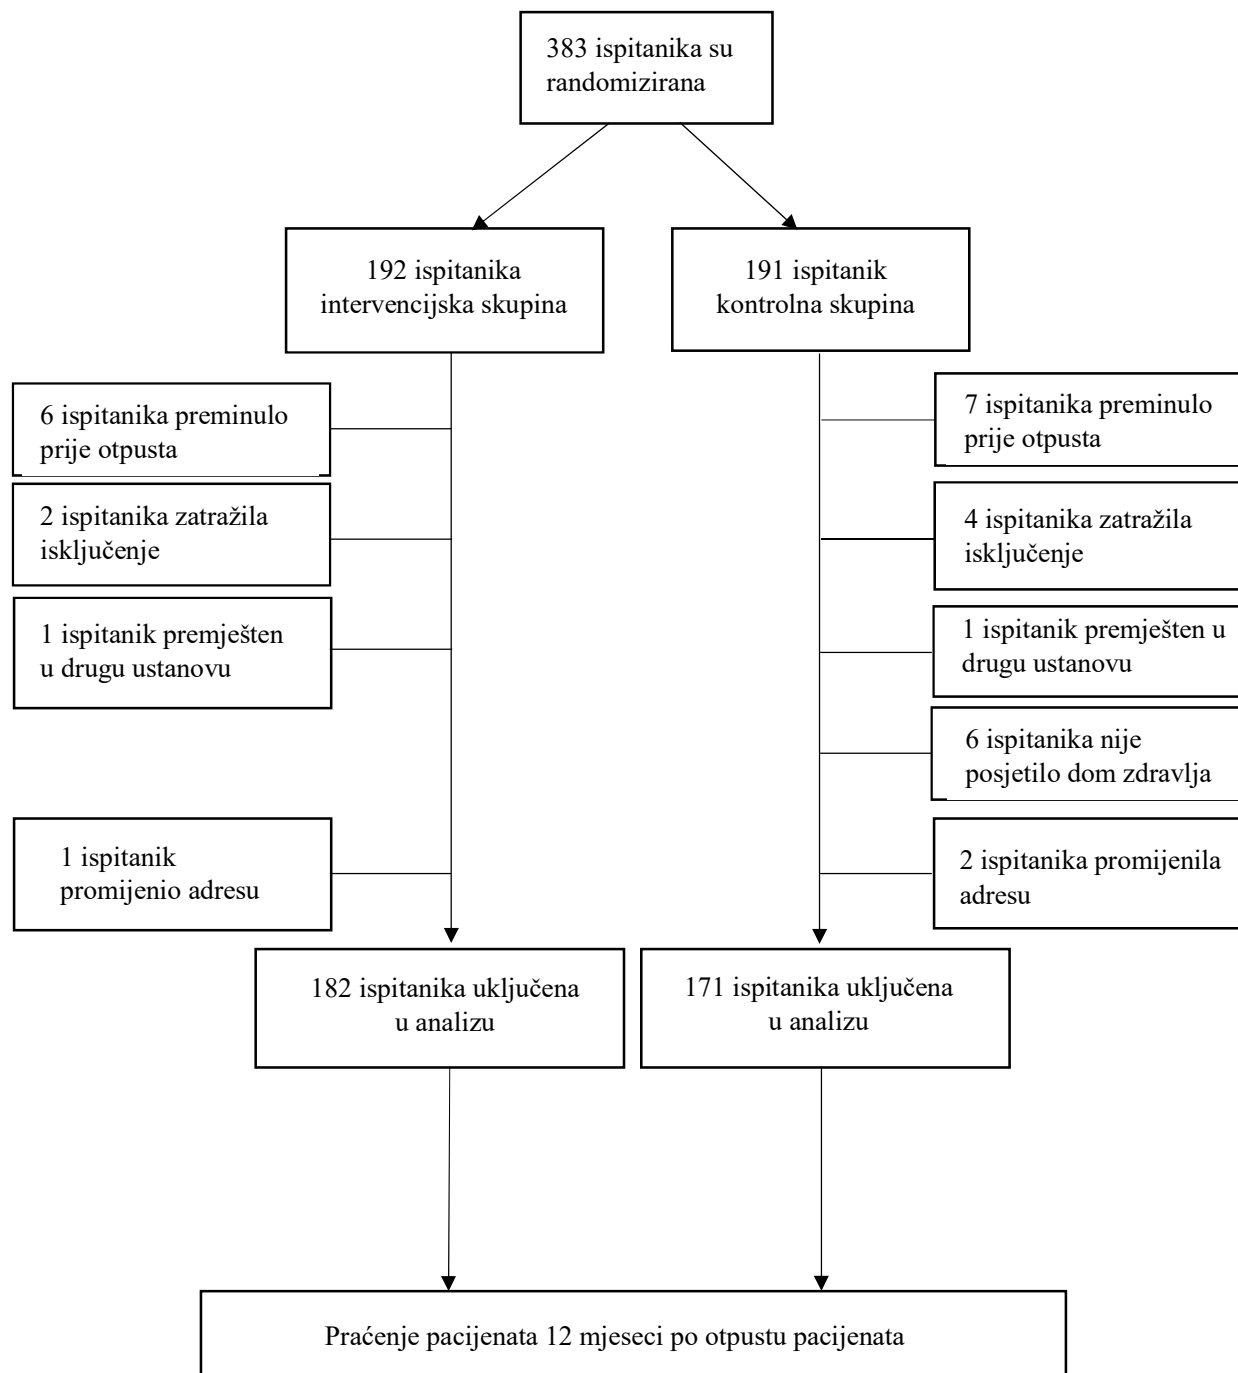 383 ispitanika su
randomizirana
192 ispitanika
intervencijska skupina
191 ispitanik
kontrolna skupina
6 ispitanika preminulo
prije otpusta
7 ispitanika preminulo
prije otpusta
2 ispitanika zatražila
isključenje
4 ispitanika zatražila
isključenje
1 ispitanik premješten
u drugu ustanovu
1 ispitanik premješten u
drugu ustanovu
6 ispitanika nije
posjetilo dom zdravlja
1 ispitanik
promijenio adresu
2 ispitanika promijenila
adresu
182 ispitanika uključena
u analizu
171 ispitanika uključena
u analizu
Praćenje pacijenata 12 mjeseci po otpustu pacijenata